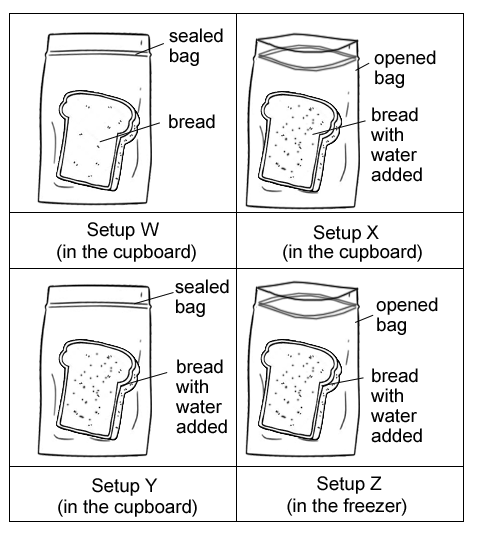 sealed
bag
bread
Setup W
(in the cupboard)
opened
bag
bread
with
water
added
Setup X
(in the cupboard)
sealed
bag
bread
with
water
added
Setup Y
(in the cupboard)
opened
bag
bread
with
water
added
Setup Z
(in the freezer)